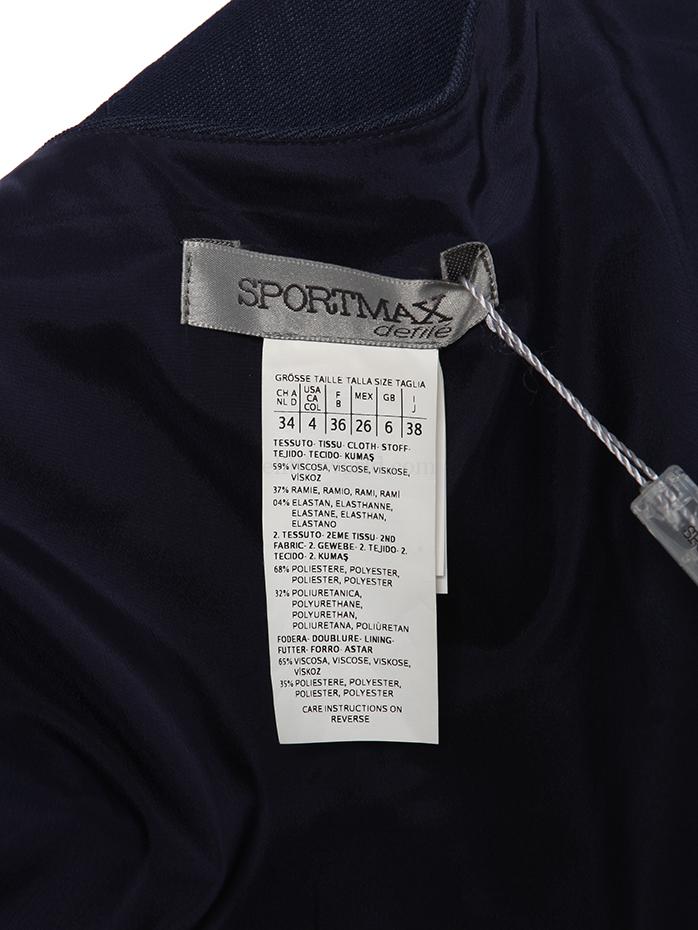 SPORTMAX
defilé
GRÖSSE TAILLE TALLA SIZE TAGLIA
CH A USA F MEX GB I
NL D CA B J
COL
34 4 36 26 6 38
TESSUTO- TISSU- CLOTH- STOFF-
TEJIDO- TECIDO- KUMAŞ
59% VISCOSA, VISCOSE, VISKOSE,
VİSKOZ
37% RAMIE, RAMIO, RAMI, RAMİ
04% ELASTAN, ELASTHANNE,
ELASTANE, ELASTHAN,
ELASTANO
2. TESSUTO- 2EME TISSU- 2ND
FABRIC- 2. GEWEBE- 2. TEJIDO- 2.
TECIDO- 2. KUMAŞ
68% POLIESTERE, POLYESTER,
POLIESTER, POLYESTER
32% POLIURETANICA,
POLYURETHANE,
POLYURETHAN,
POLIURETANA, POLİÜRETAN
FODERA- DOUBLURE- LINING-
FUTTER- FORRO- ASTAR
65% VISCOSA, VISCOSE, VISKOSE,
VİSKOZ
35% POLIESTERE, POLYESTER,
POLIESTER, POLYESTER
CARE INSTRUCTIONS ON
REVERSE